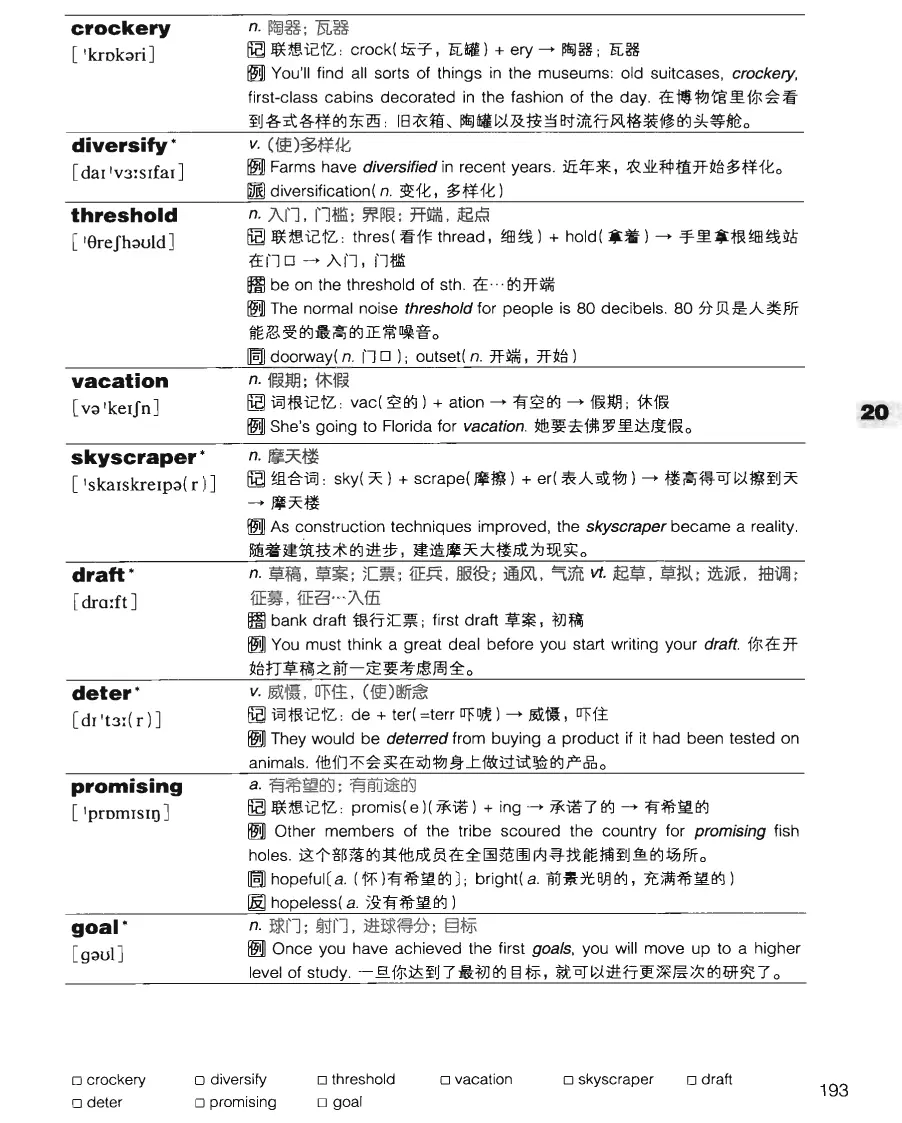 crockery n. 陶器；瓦器
[ˈkrɒkəri] 记 联想记忆：crock(坛子，瓦罐) + ery → 陶器；瓦器
例 You'll find all sorts of things in the museums: old suitcases, crockery,
first-class cabins decorated in the fashion of the day. 在博物馆里你会看
到各式各样的东西：旧衣箱、陶罐以及按当时流行风格装修的头等舱。
diversify* v. (使)多样化
[daɪˈvɜːsɪfaɪ] 例 Farms have diversified in recent years. 近年来，农业种植开始多样化。
派 diversification(n. 变化，多样化)
threshold n. 入门，门槛；界限；开端，起点
[ˈθreʃhəʊld] 记 联想记忆：thres(看作 thread，细线) + hold(拿着) → 手里拿根细线站
在门口 → 入门，门槛
搭 be on the threshold of sth. 在…的开端
例 The normal noise threshold for people is 80 decibels. 80 分贝是人类所
能忍受的最高的正常噪音。
同 doorway(n. 门口)；outset(n. 开端，开始)
vacation n. 假期；休假
[vəˈkeɪʃn] 记 词根记忆：vac(空的) + ation → 有空的 → 假期；休假
例 She's going to Florida for vacation. 她要去佛罗里达度假。
20
skyscraper* n. 摩天楼
[ˈskaɪskreɪpə(r)] 记 组合词：sky(天) + scrape(摩擦) + er(表人或物) → 楼高得可以擦到天
→ 摩天楼
例 As construction techniques improved, the skyscraper became a reality.
随着建筑技术的进步，建造摩天大楼成为现实。
draft* n. 草稿，草案；汇票；征兵，服役；通风，气流 vt. 起草，草拟；选派，抽调；
[drɑːft] 征募，征召…入伍
搭 bank draft 银行汇票；first draft 草案，初稿
例 You must think a great deal before you start writing your draft. 你在开
始打草稿之前一定要考虑周全。
deter* v. 威慑，吓住，(使)断念
[dɪˈtɜː(r)] 记 词根记忆：de + ter(=terr 吓唬) → 威慑，吓住
例 They would be deterred from buying a product if it had been tested on
animals. 他们不会买在动物身上做过试验的产品。
promising a. 有希望的；有前途的
[ˈprɒmɪsɪŋ] 记 联想记忆：promis(e)(承诺) + ing → 承诺了的 → 有希望的
例 Other members of the tribe scoured the country for promising fish
holes. 这个部落的其他成员在全国范围内寻找能捕到鱼的场所。
同 hopeful[a. (怀)有希望的]；bright(a. 前景光明的，充满希望的)
反 hopeless(a. 没有希望的)
goal* n. 球门；射门，进球得分；目标
[gəʊl] 例 Once you have achieved the first goals, you will move up to a higher
level of study. 一旦你达到了最初的目标，就可以进行更深层次的研究了。
□ crockery □ diversify □ threshold □ vacation □ skyscraper □ draft
□ deter □ promising □ goal
193